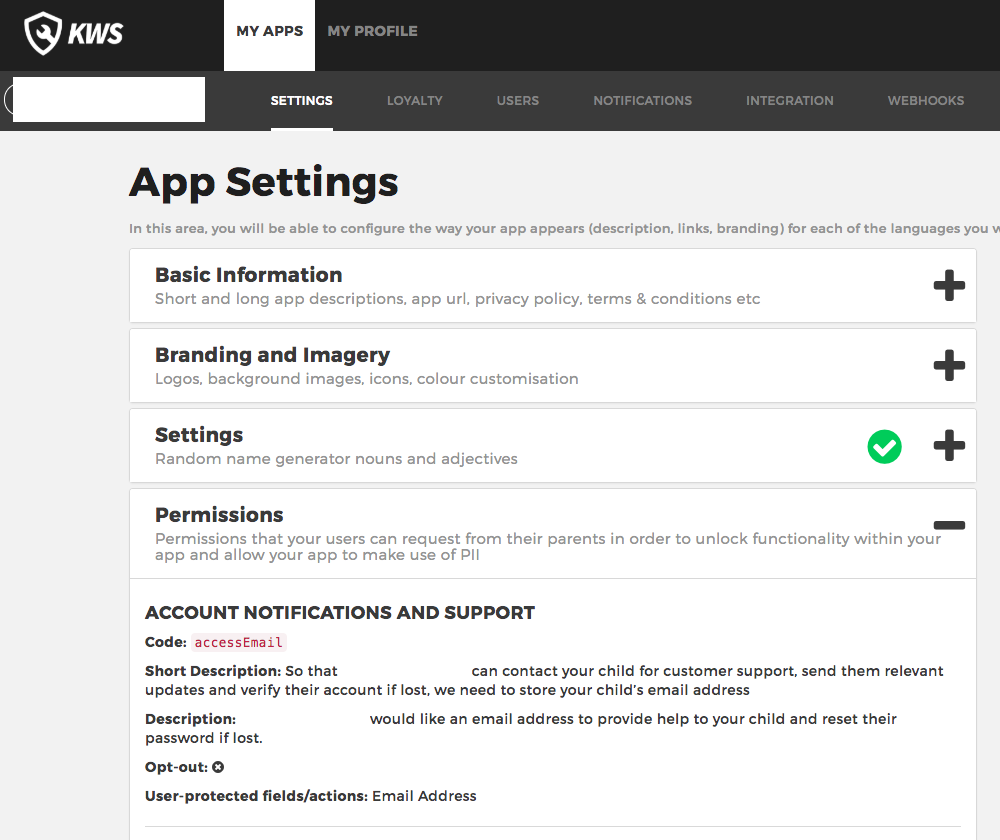 KWS
MY APPS
MY PROFILE
SETTINGS
LOYALTY
USERS
NOTIFICATIONS
INTEGRATION
WEBHOOKS
App Settings
In this area, you will be able to configure the way your app appears (description, links, branding) for each of the languages you
Basic Information
Short and long app descriptions, app url, privacy policy, terms & conditions etc
Branding and Imagery
Logos, background images, icons, colour customisation
Settings
Random name generator nouns and adjectives
Permissions
Permissions that your users can request from their parents in order to unlock functionality within your
app and allow your app to make use of PII
ACCOUNT NOTIFICATIONS AND SUPPORT
Code: accessEmail
Short Description: So that can contact your child for customer support, send them relevant
updates and verify their account if lost, we need to store your child’s email address
Description: would like an email address to provide help to your child and reset their
password if lost.
Opt-out:
User-protected fields/actions: Email Address